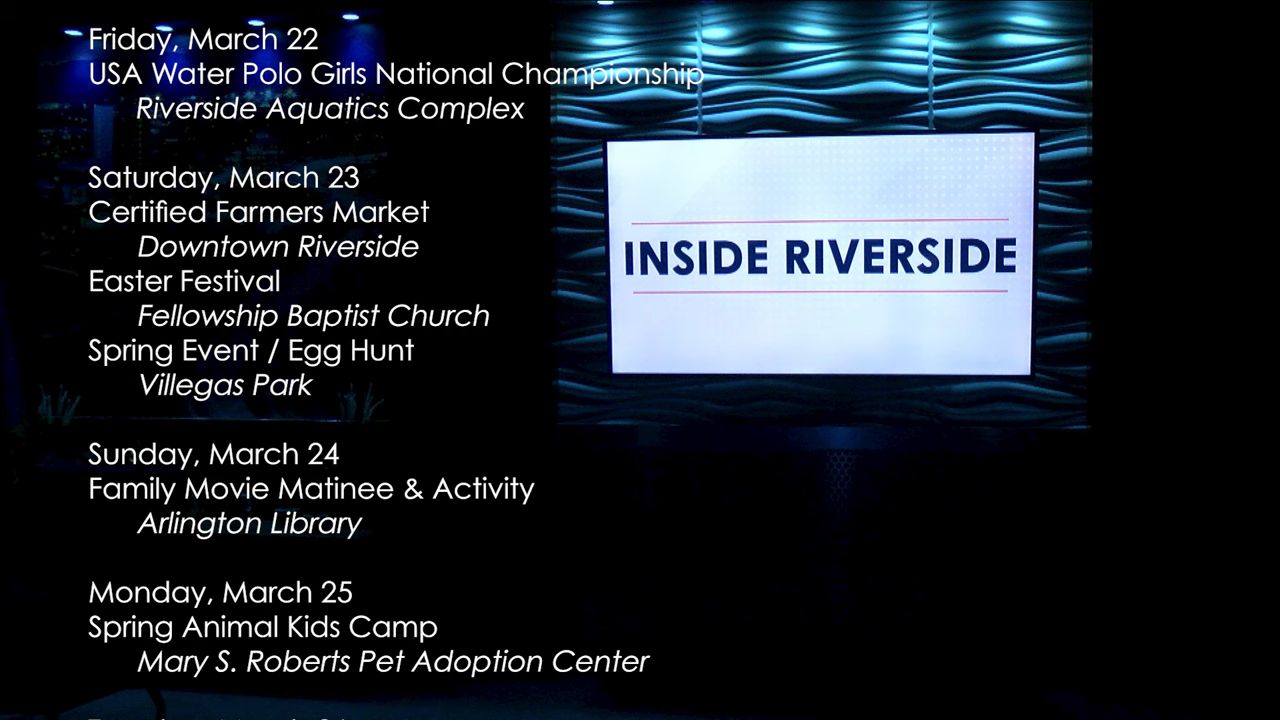 Friday, March 22
USA Water Polo Girls National Championship
Riverside Aquatics Complex
Saturday, March 23
Certified Farmers Market
Downtown Riverside
Easter Festival
Fellowship Baptist Church
Spring Event / Egg Hunt
Villegas Park
Sunday, March 24
Family Movie Matinee & Activity
Arlington Library
Monday, March 25
Spring Animal Kids Camp
Mary S. Roberts Pet Adoption Center
INSIDE RIVERSIDE